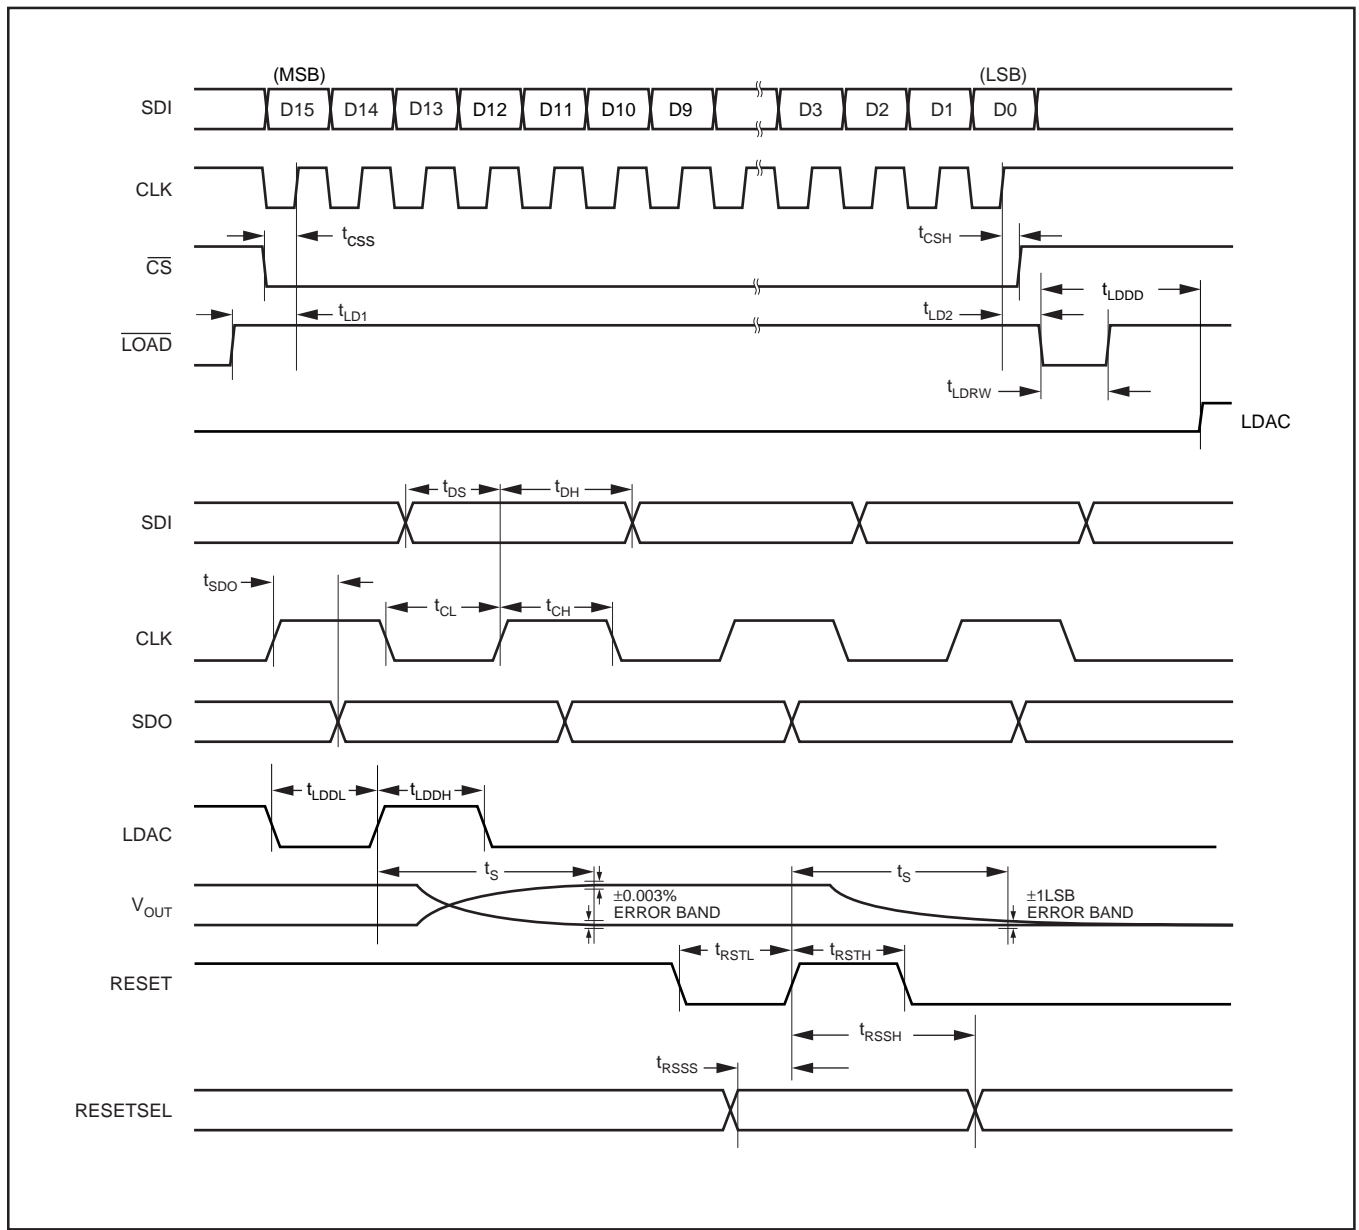 (MSB) (LSB)
SDI D15 D14 D13 D12 D11 D10 D9 D3 D2 D1 D0
CLK
tCSS tCSH
CS
tLDDD
tLD1 tLD2
LOAD
tLDRW
LDAC
tDS tDH
SDI
tSDO
tCL tCH
CLK
SDO
tLDDL tLDDH
LDAC
tS tS
±0.003% ±1LSB
VOUT ERROR BAND ERROR BAND
tRSTL tRSTH
RESET
tRSSH
tRSSS
RESETSEL